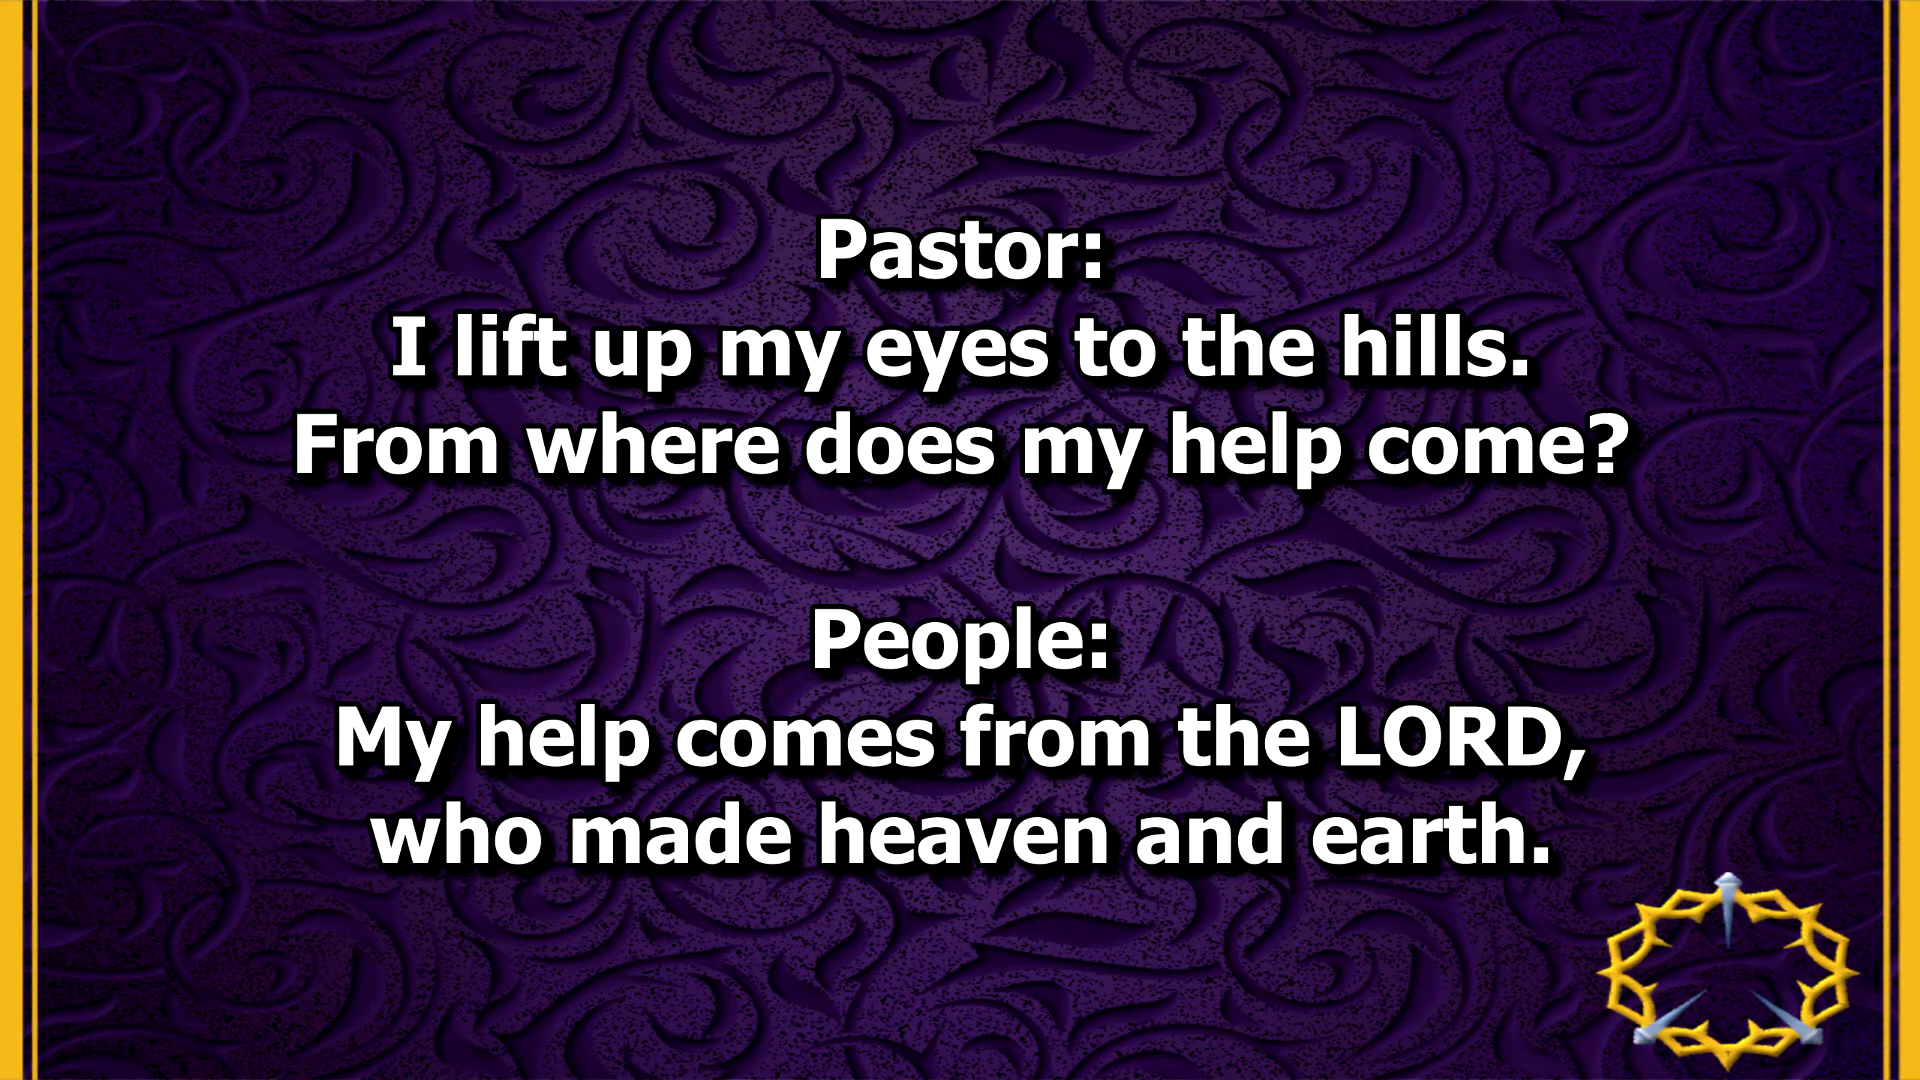 Pastor:
I lift up my eyes to the hills.
From where does my help come?
People:
My help comes from the LORD,
who made heaven and earth.